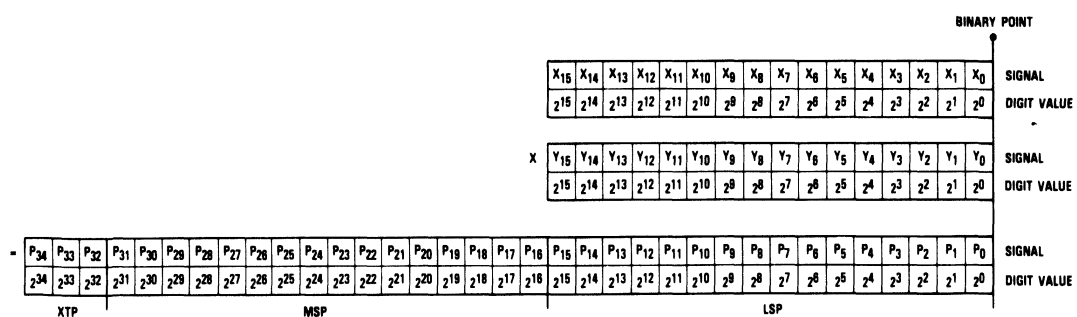 BINARY POINT
X15 X14 X13 X12 X11 X10 X9 X8 X7 X6 X5 X4 X3 X2 X1 X0 SIGNAL
2^15 2^14 2^13 2^12 2^11 2^10 2^9 2^8 2^7 2^6 2^5 2^4 2^3 2^2 2^1 2^0 DIGIT VALUE
X Y15 Y14 Y13 Y12 Y11 Y10 Y9 Y8 Y7 Y6 Y5 Y4 Y3 Y2 Y1 Y0 SIGNAL
2^15 2^14 2^13 2^12 2^11 2^10 2^9 2^8 2^7 2^6 2^5 2^4 2^3 2^2 2^1 2^0 DIGIT VALUE
= P34 P33 P32 P31 P30 P29 P28 P27 P26 P25 P24 P23 P22 P21 P20 P19 P18 P17 P16 P15 P14 P13 P12 P11 P10 P9 P8 P7 P6 P5 P4 P3 P2 P1 P0 SIGNAL
2^34 2^33 2^32 2^31 2^30 2^29 2^28 2^27 2^26 2^25 2^24 2^23 2^22 2^21 2^20 2^19 2^18 2^17 2^16 2^15 2^14 2^13 2^12 2^11 2^10 2^9 2^8 2^7 2^6 2^5 2^4 2^3 2^2 2^1 2^0 DIGIT VALUE
XTP MSP LSP